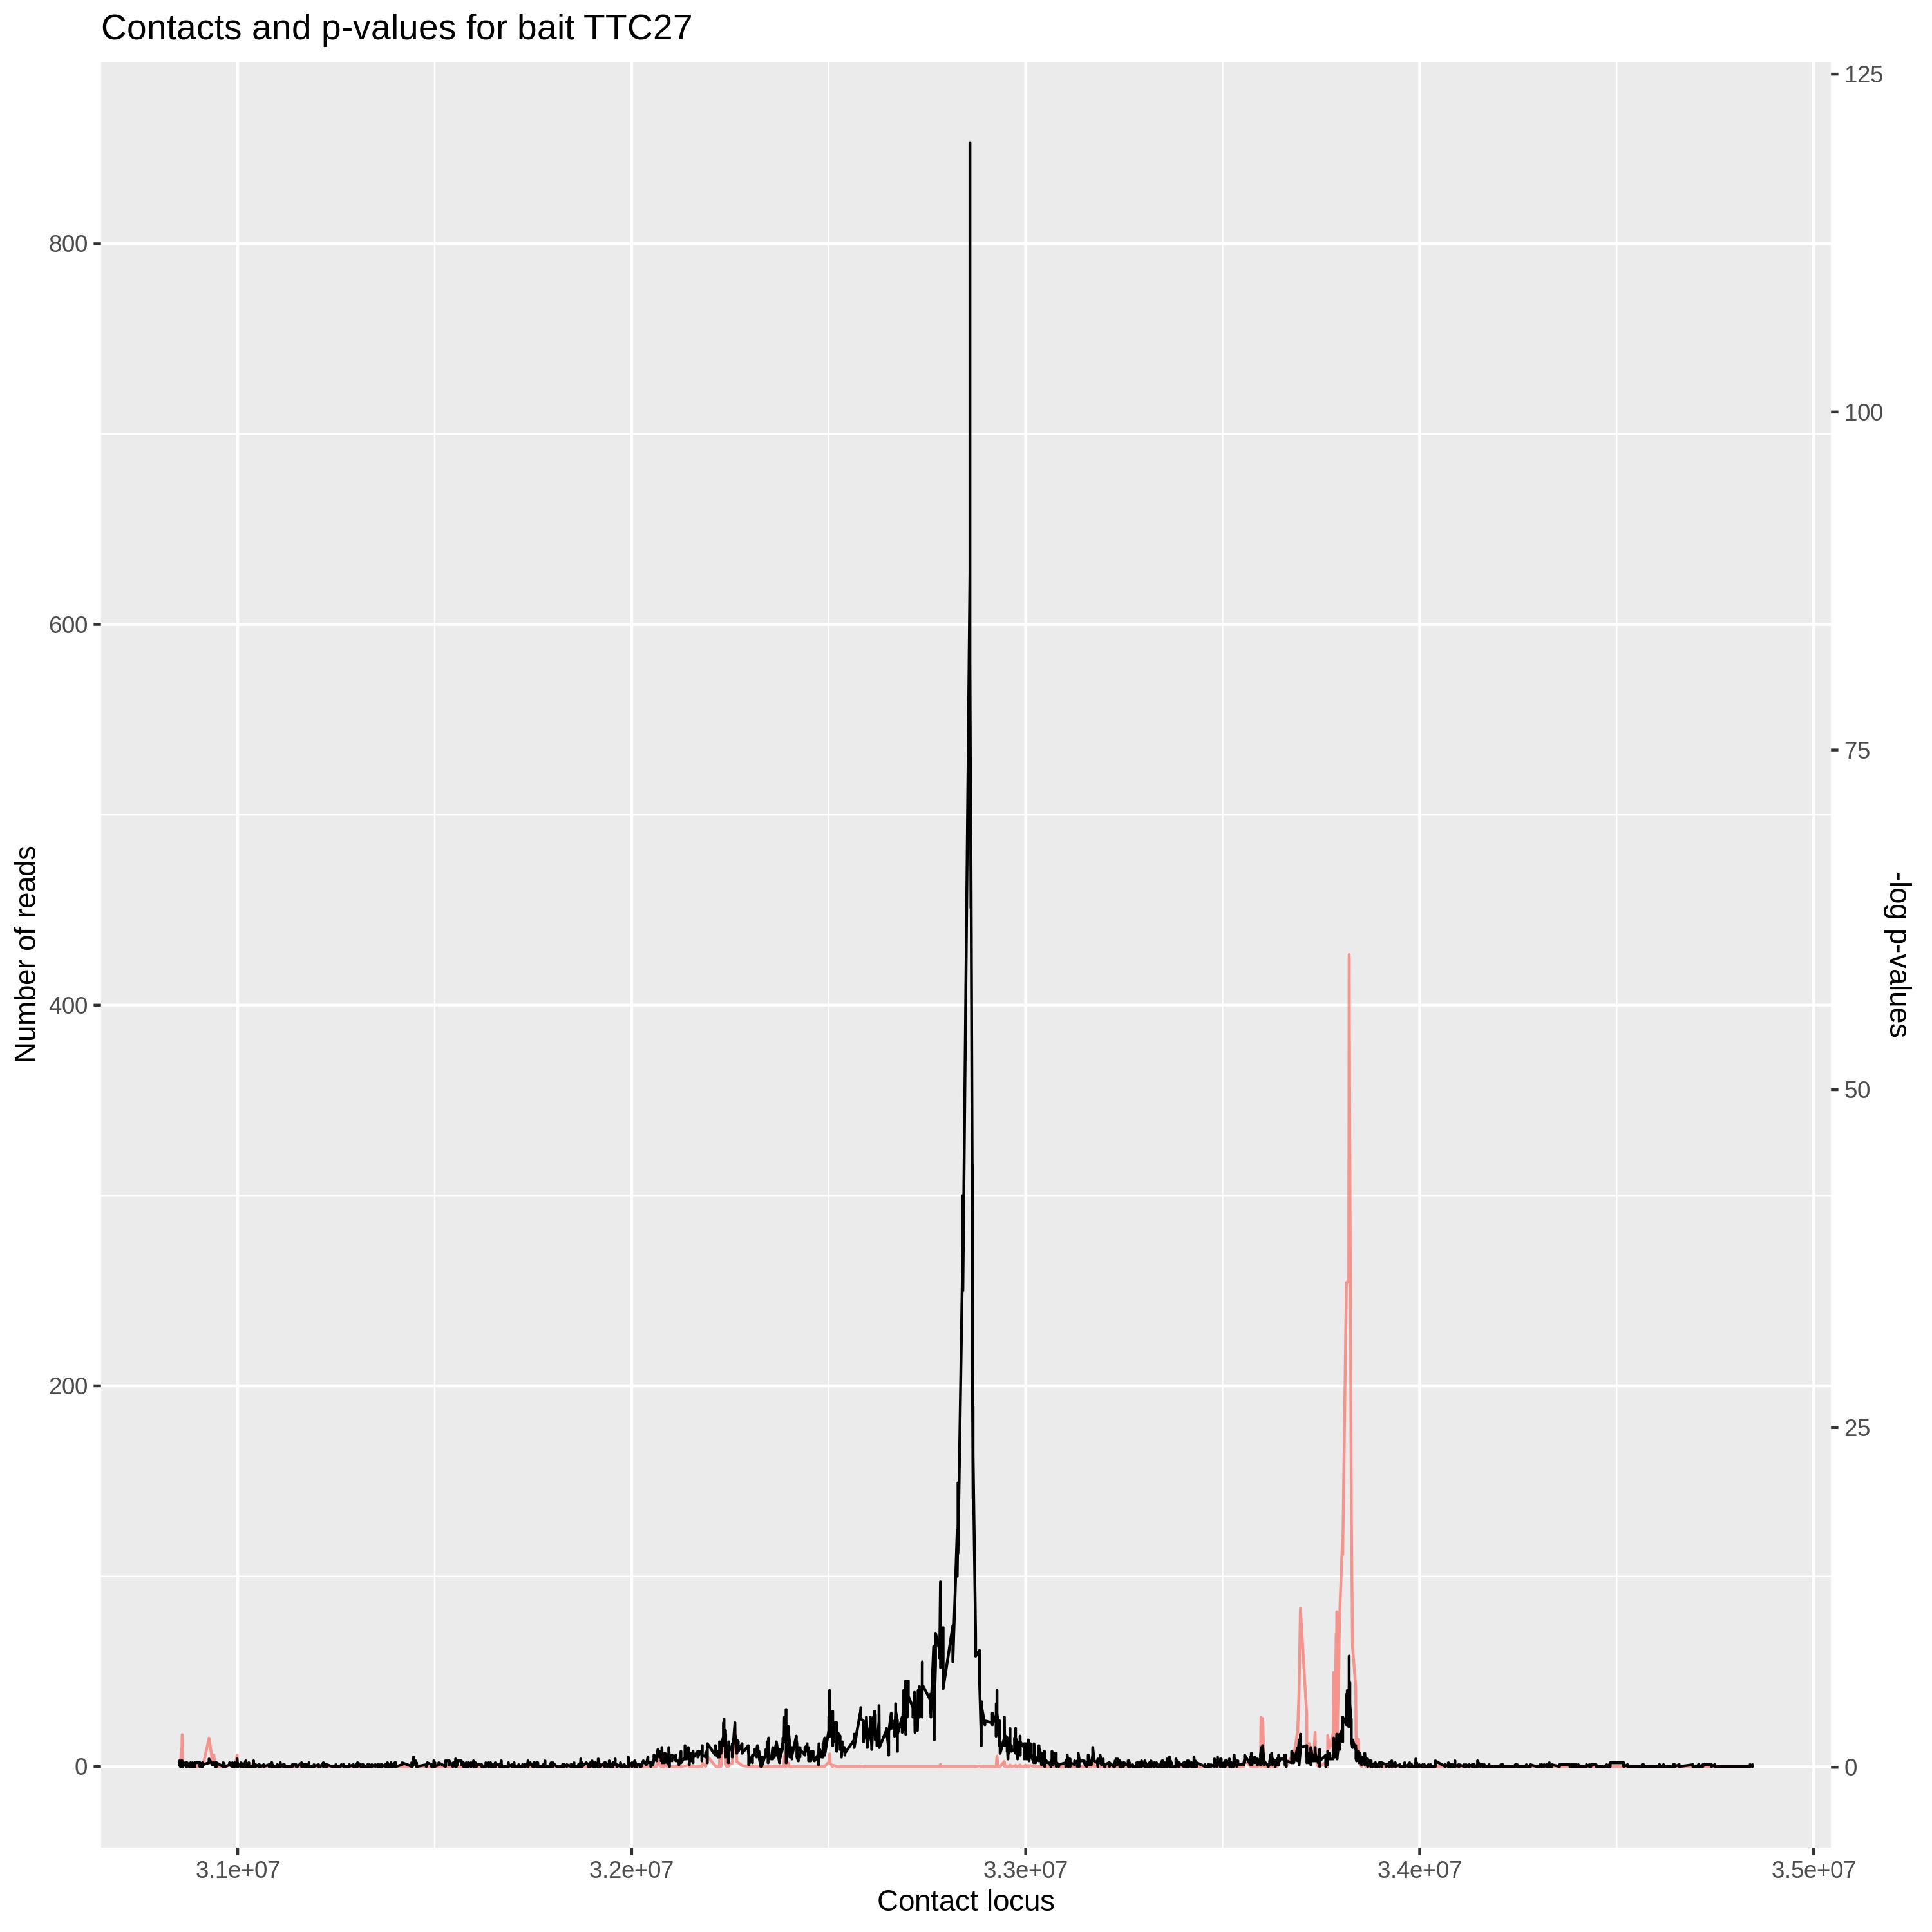 Contacts and p-values for bait TTC27
Number of reads
800
600
400
200
0
125
100
75
50
25
0
-log p-values
3.1e+07
3.2e+07
3.3e+07
3.4e+07
3.5e+07
Contact locus